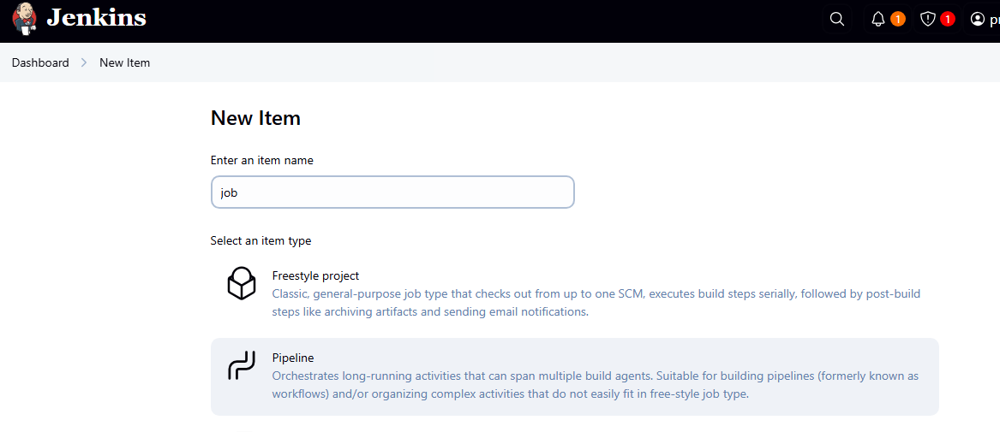 Jenkins
1
1
Dashboard
New Item
New Item
Enter an item name
job
Select an item type
Freestyle project
Classic, general-purpose job type that checks out from up to one SCM, executes build steps serially, followed by post-build
steps like archiving artifacts and sending email notifications.
Pipeline
Orchestrates long-running activities that can span multiple build agents. Suitable for building pipelines (formerly known as
workflows) and/or organizing complex activities that do not easily fit in free-style job type.